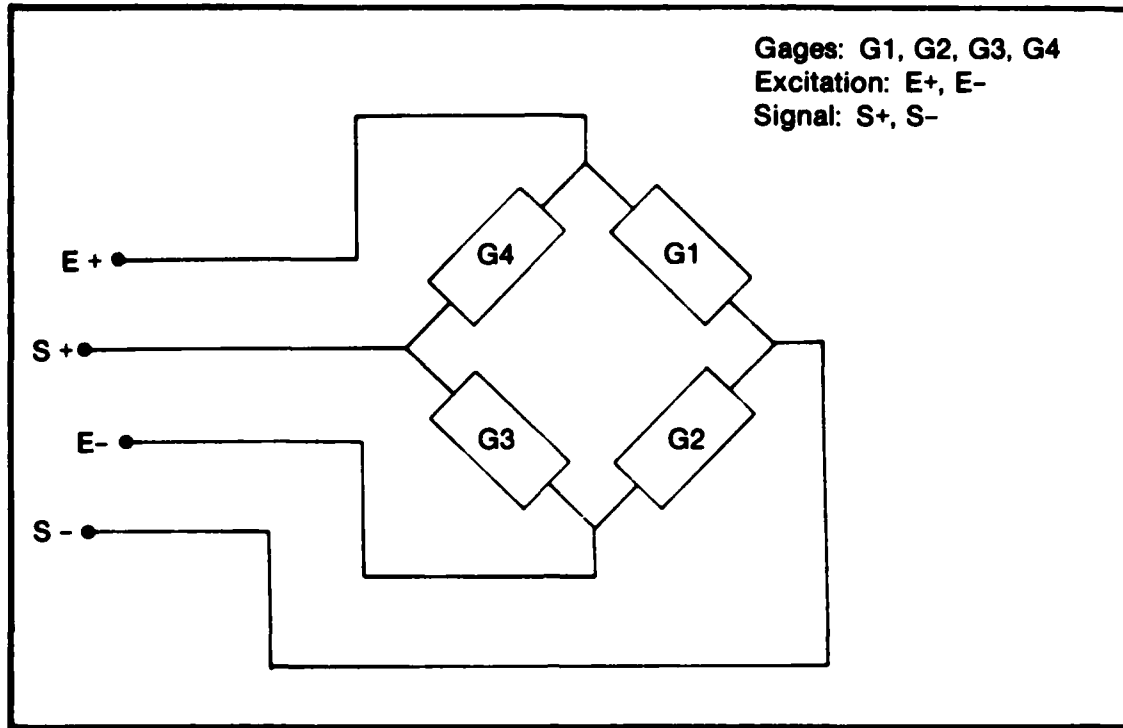 Gages: G1, G2, G3, G4
Excitation: E+, E−
Signal: S+, S−
G4
G1
E +
S +
G3
G2
E−
S −